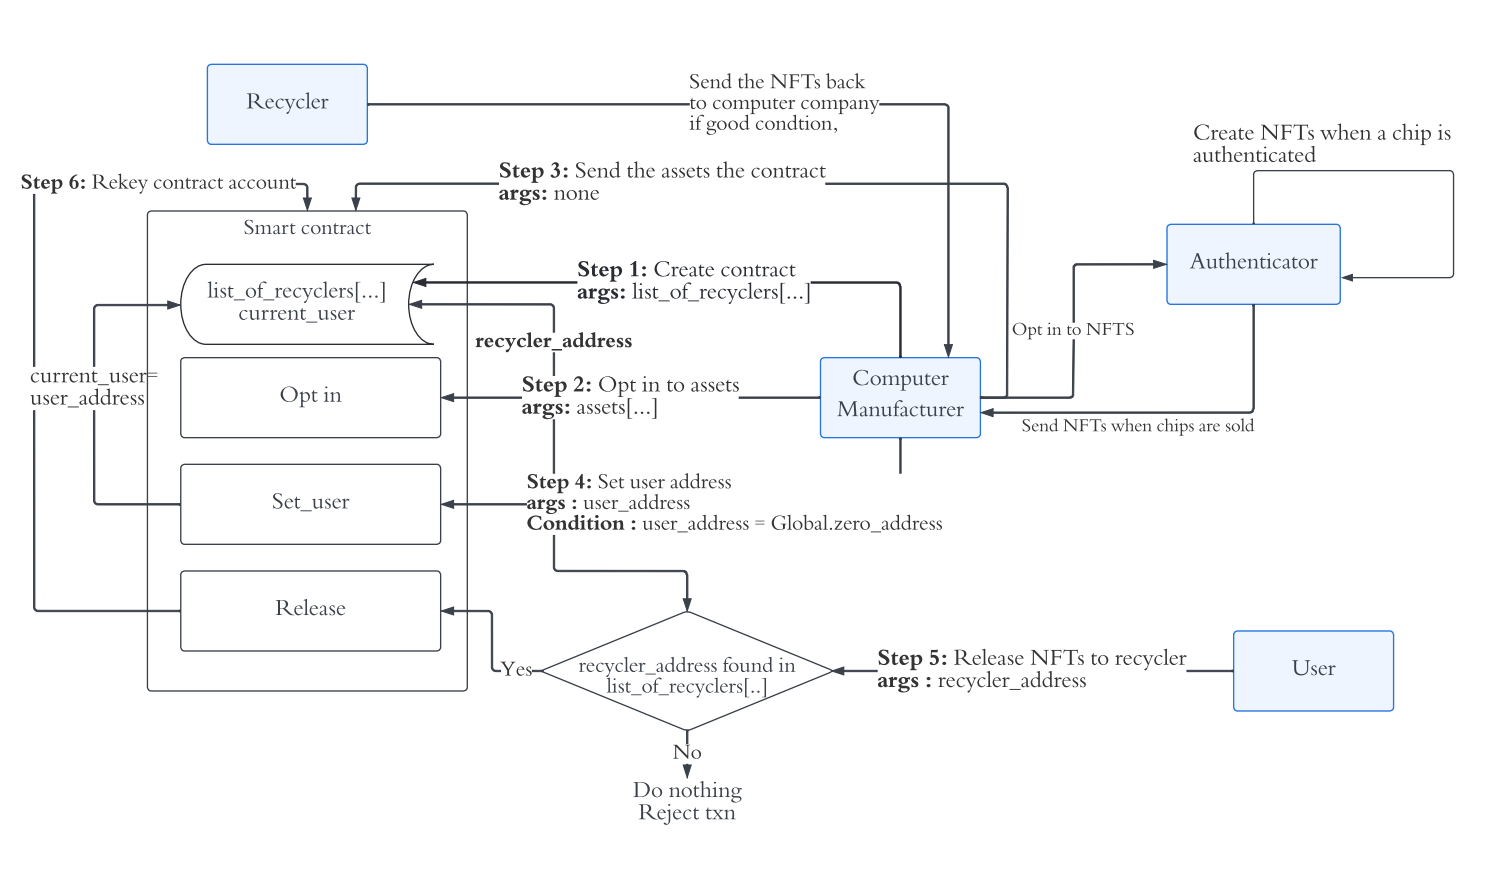 Recycler
Send the NFTs back
to computer company
if good condtion,
Create NFTs when a chip is
authenticated
Step 3: Send the assets the contract
args: none
Step 6: Rekey contract account
Smart contract
list_of_recyclers[...]
current_user
Step 1: Create contract
args: list_of_recyclers[...]
Authenticator
recycler_address
Opt in to NFTS
current_user=
user_address
Opt in
Step 2: Opt in to assets
args: assets[...]
Computer
Manufacturer
Send NFTs when chips are sold
Set_user
Step 4: Set user address
args : user_address
Condition : user_address = Global.zero_address
Release
Yes
recycler_address found in
list_of_recyclers[..]
Step 5: Release NFTs to recycler
args : recycler_address
User
No
Do nothing
Reject txn